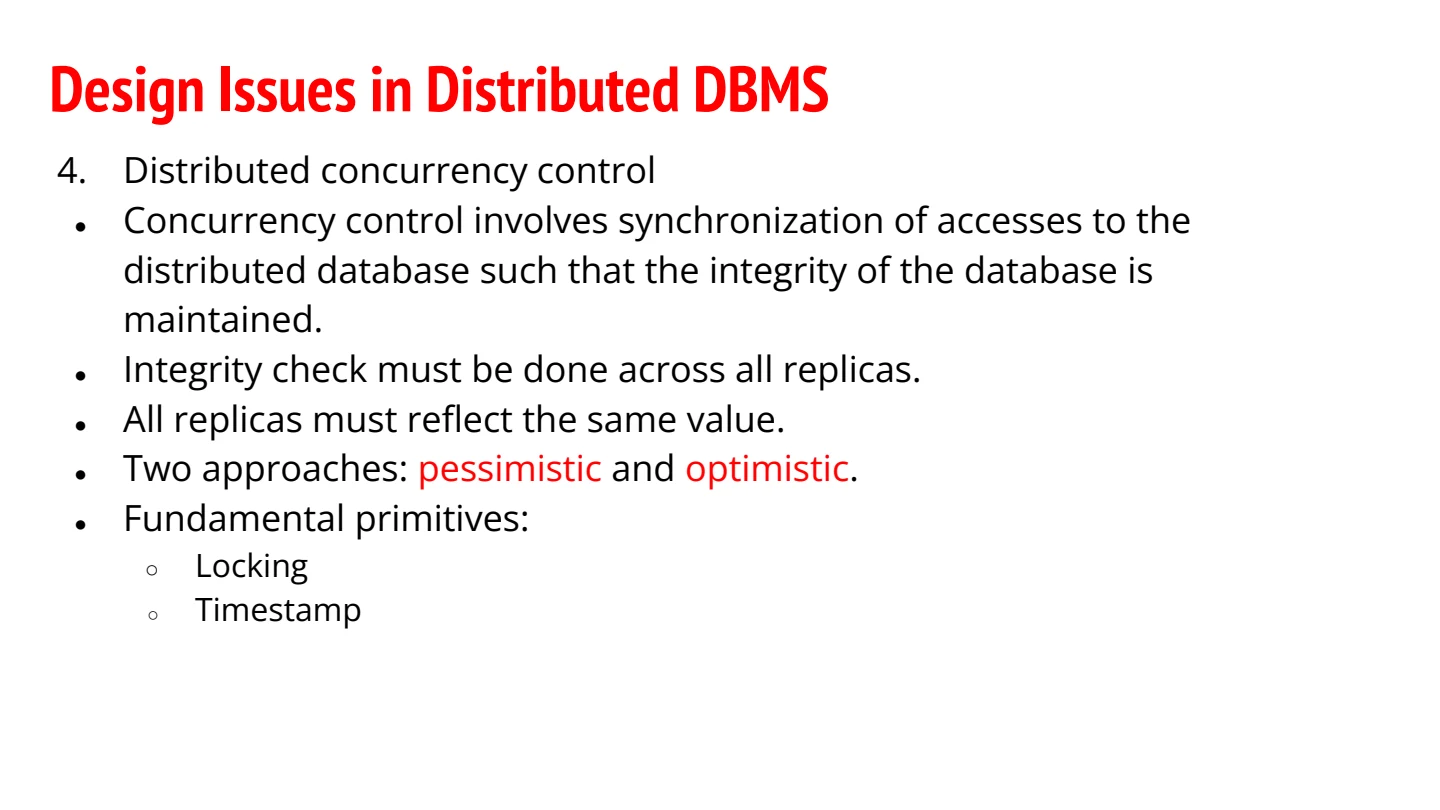 Design Issues in Distributed DBMS
4. Distributed concurrency control
• Concurrency control involves synchronization of accesses to the
distributed database such that the integrity of the database is
maintained.
• Integrity check must be done across all replicas.
• All replicas must reflect the same value.
• Two approaches: pessimistic and optimistic.
• Fundamental primitives:
○ Locking
○ Timestamp